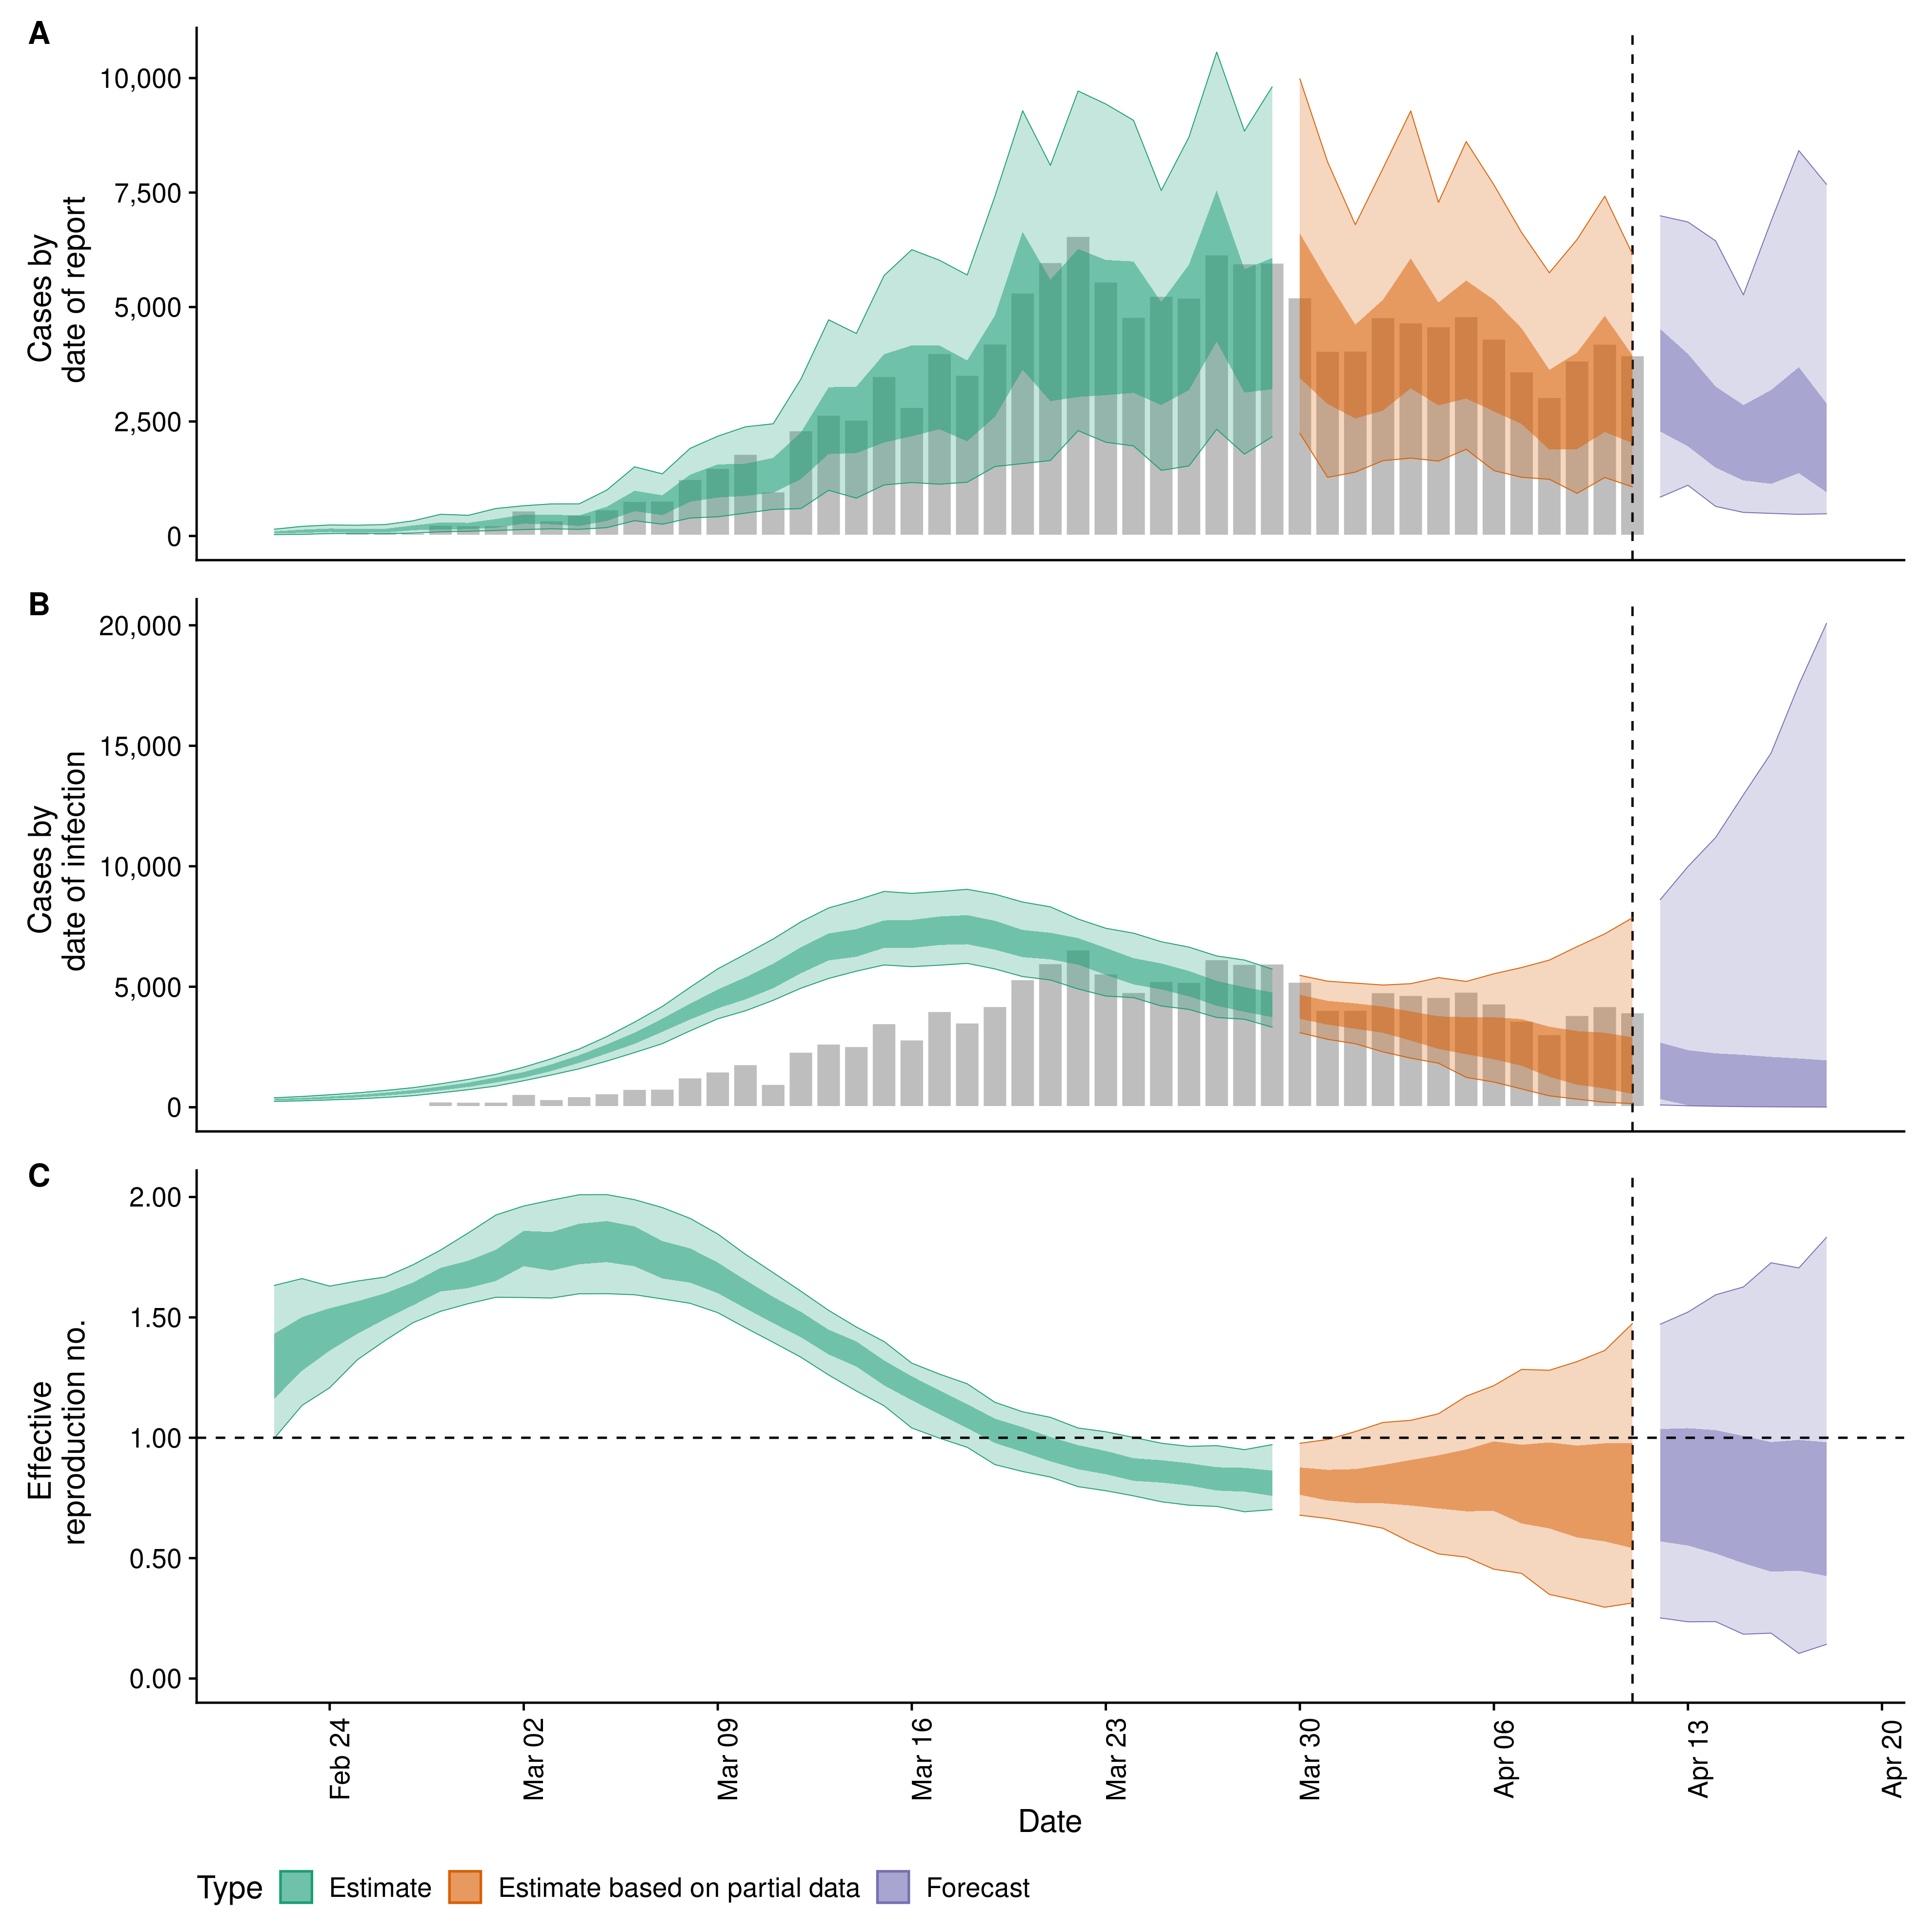 A
Cases by
date of report
10,000
7,500
5,000
2,500
0
B
Cases by
date of infection
20,000
15,000
10,000
5,000
0
C
Effective
reproduction no.
2.00
1.50
1.00
0.50
0.00
Feb 24
Mar 02
Mar 09
Mar 16
Mar 23
Mar 30
Apr 06
Apr 13
Apr 20
Date
Type Estimate Estimate based on partial data Forecast